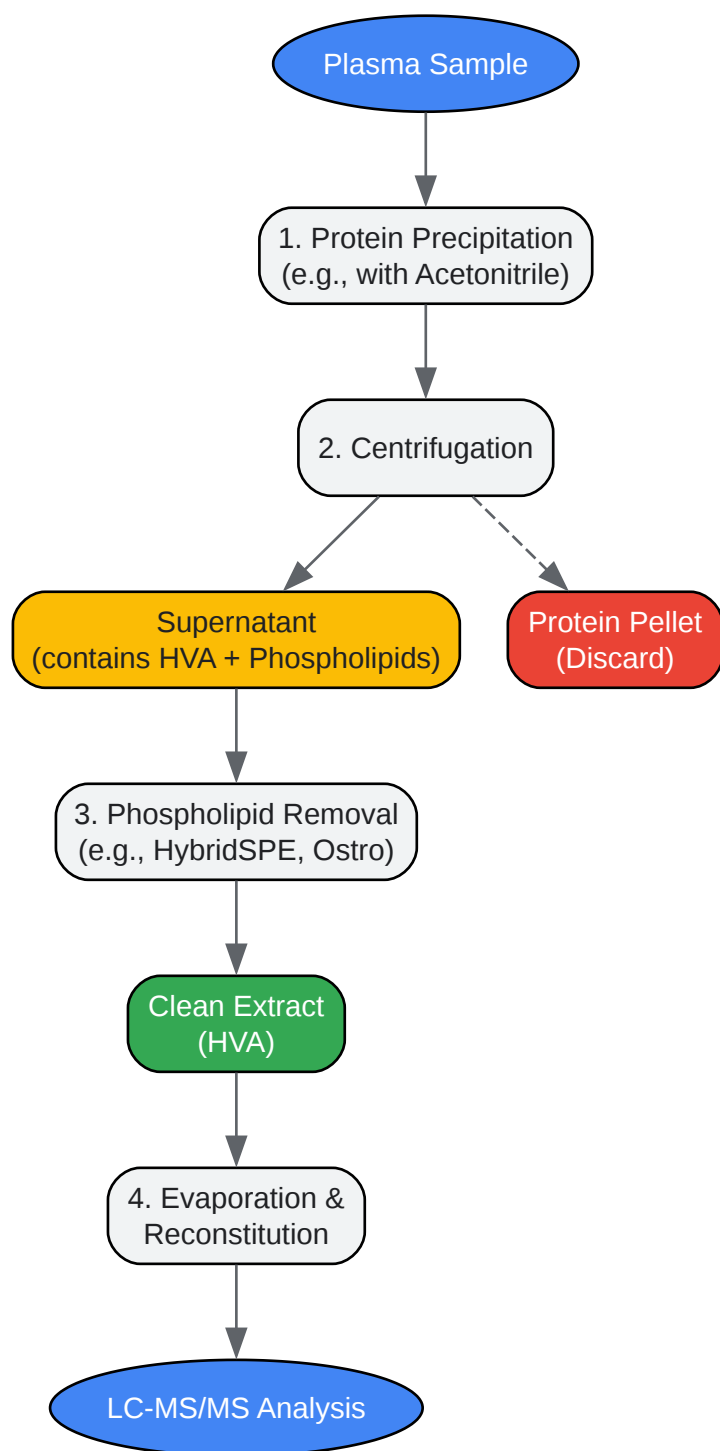 Plasma Sample
1. Protein Precipitation
(e.g., with Acetonitrile)
2. Centrifugation
Supernatant
(contains HVA + Phospholipids)
Protein Pellet
(Discard)
3. Phospholipid Removal
(e.g., HybridSPE, Ostro)
Clean Extract
(HVA)
4. Evaporation &
Reconstitution
LC-MS/MS Analysis